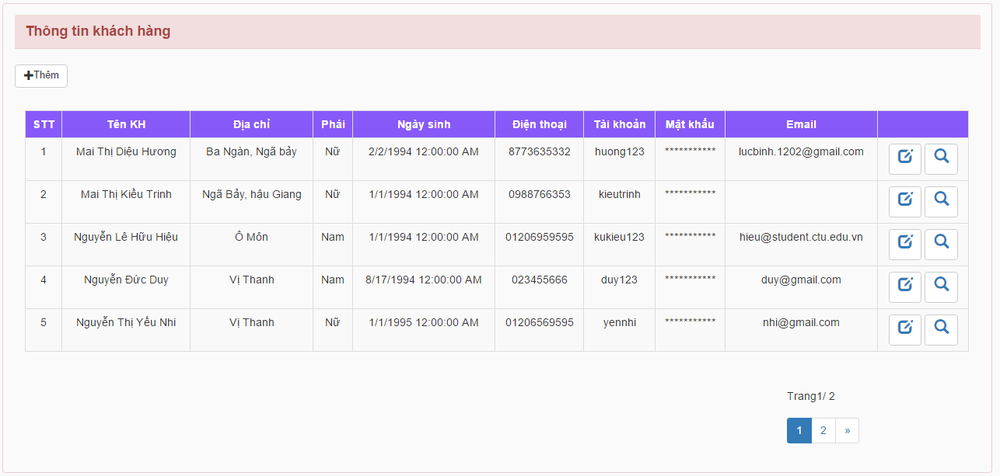 Thông tin khách hàng
Thêm
STT Tên KH Địa chỉ Phái Ngày sinh Điện thoại Tài khoản Mật khẩu Email
1 Mai Thị Diệu Hương Ba Ngàn, Ngã bảy Nữ 2/2/1994 12:00:00 AM 8773635332 huong123 *********** lucbinh.1202@gmail.com
2 Mai Thị Kiều Trinh Ngã Bảy, hậu Giang Nữ 1/1/1994 12:00:00 AM 0988766353 kieutrinh ***********
3 Nguyễn Lê Hữu Hiệu Ô Môn Nam 1/1/1994 12:00:00 AM 01206959595 kukieu123 *********** hieu@student.ctu.edu.vn
4 Nguyễn Đức Duy Vị Thanh Nam 8/17/1994 12:00:00 AM 023455666 duy123 *********** duy@gmail.com
5 Nguyễn Thị Yếu Nhi Vị Thanh Nữ 1/1/1995 12:00:00 AM 01206569595 yennhi *********** nhi@gmail.com
Trang1/ 2
1 2 »